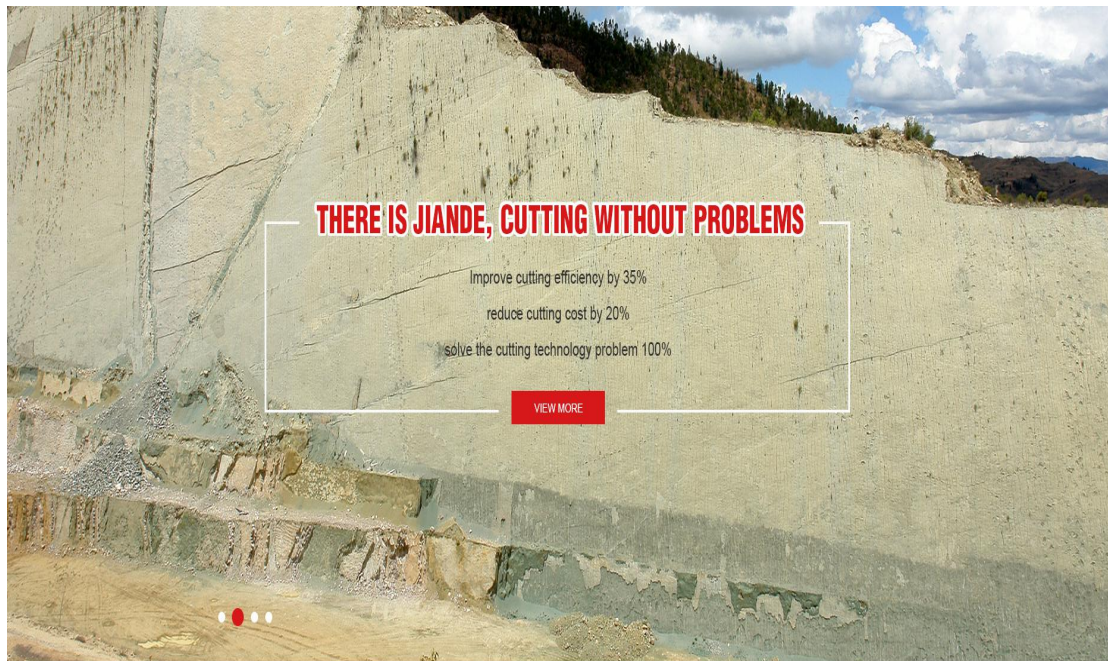 THERE IS JIANDE, CUTTING WITHOUT PROBLEMS
Improve cutting efficiency by 35%
reduce cutting cost by 20%
solve the cutting technology problem 100%
VIEW MORE